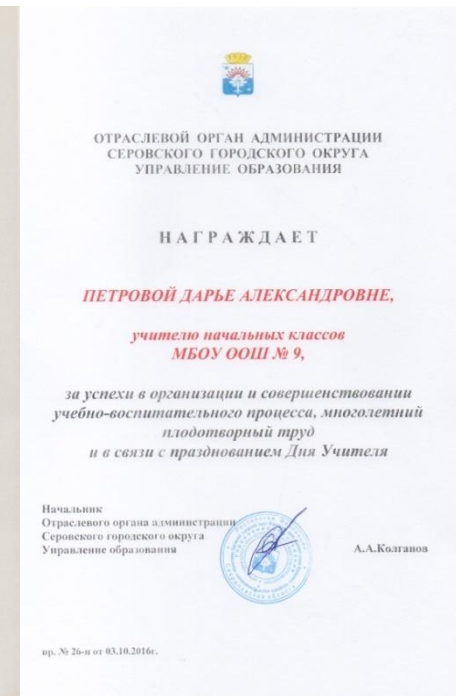 ОТРАСЛЕВОЙ ОРГАН АДМИНИСТРАЦИИ
СЕРОВСКОГО ГОРОДСКОГО ОКРУГА
УПРАВЛЕНИЕ ОБРАЗОВАНИЯ
НАГРАЖДАЕТ
ПЕТРОВОЙ ДАРЬЕ АЛЕКСАНДРОВНЕ,
учителю начальных классов
МБОУ ООШ № 9,
за успехи в организации и совершенствовании
учебно-воспитательного процесса, многолетний
плодотворный труд
и в связи с празднованием Дня Учителя
Начальник
Отраслевого органа администрации
Серовского городского округа
Управление образования А.А.Колганов
пр. № 26-н от 03.10.2016г.